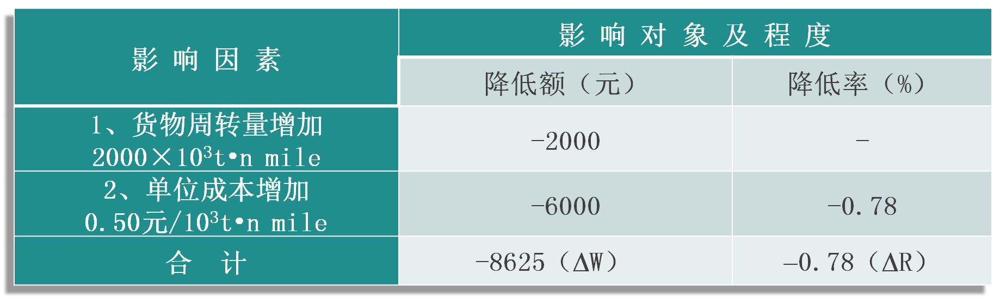 影响因素
影响对象及程度
降低额（元）
降低率（%）
1、货物周转量增加
2000×10³t•n mile
-2000
-
2、单位成本增加
0.50元/10³t•n mile
-6000
-0.78
合 计
-8625（ΔW）
–0.78（ΔR）